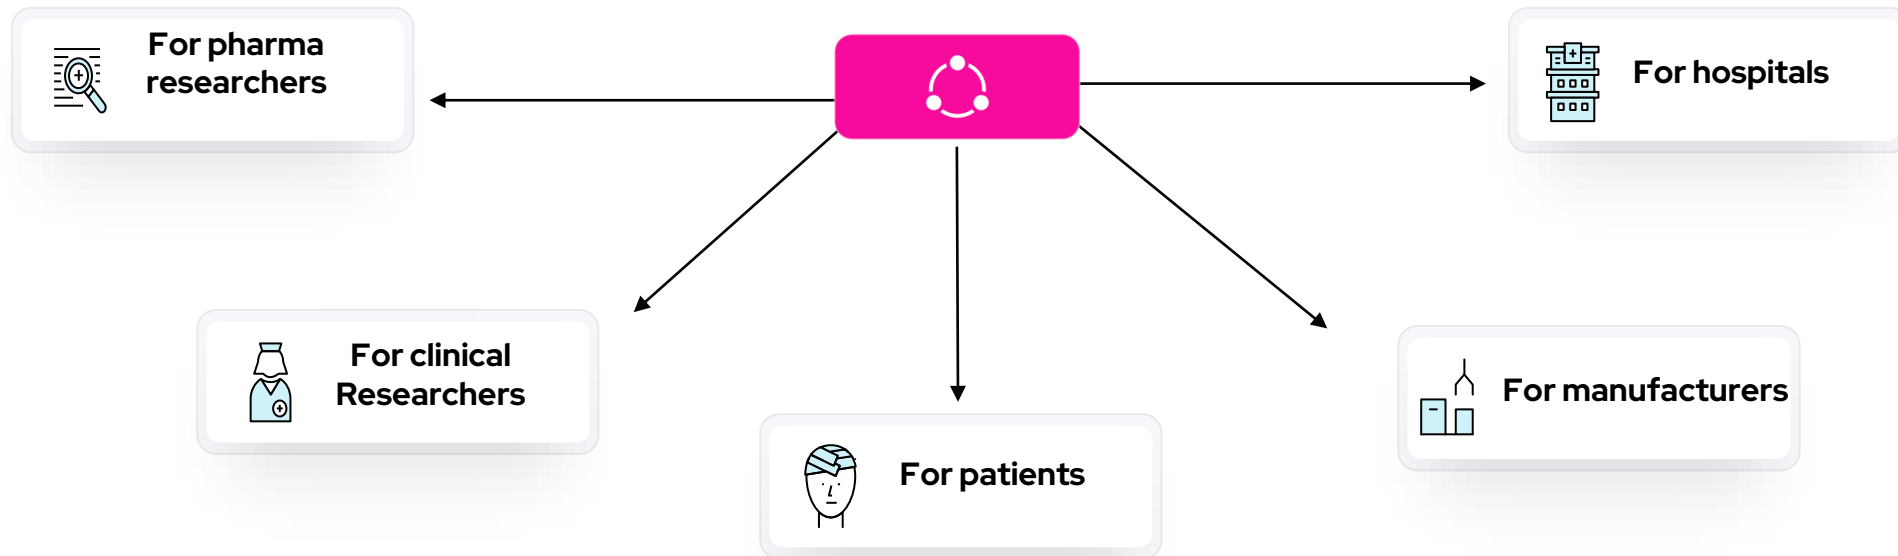 For pharma
researchers
For hospitals
For clinical
Researchers
For manufacturers
For patients